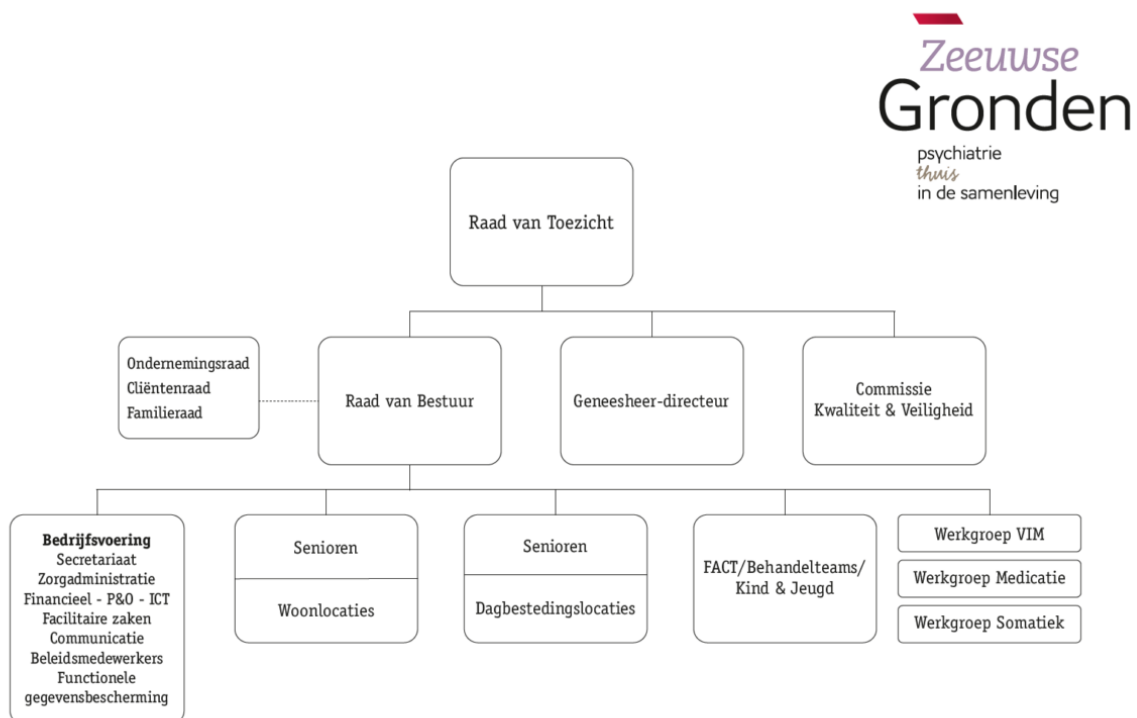 Zeeuwse
Gronden
psychiatrie
thuis
in de samenleving
Raad van Toezicht
Ondernemingsraad
Cliëntenraad
Familieraad
Raad van Bestuur
Geneesheer-directeur
Commissie
Kwaliteit & Veiligheid
Bedrijfsvoering
Secretariaat
Zorgadministratie
Financieel - P&O - ICT
Facilitaire zaken
Communicatie
Beleidsmedewerkers
Functionele
gegevensbescherming
Senioren
Woonlocaties
Senioren
Dagbestedingslocaties
FACT/Behandelteams/
Kind & Jeugd
Werkgroep VIM
Werkgroep Medicatie
Werkgroep Somatiek